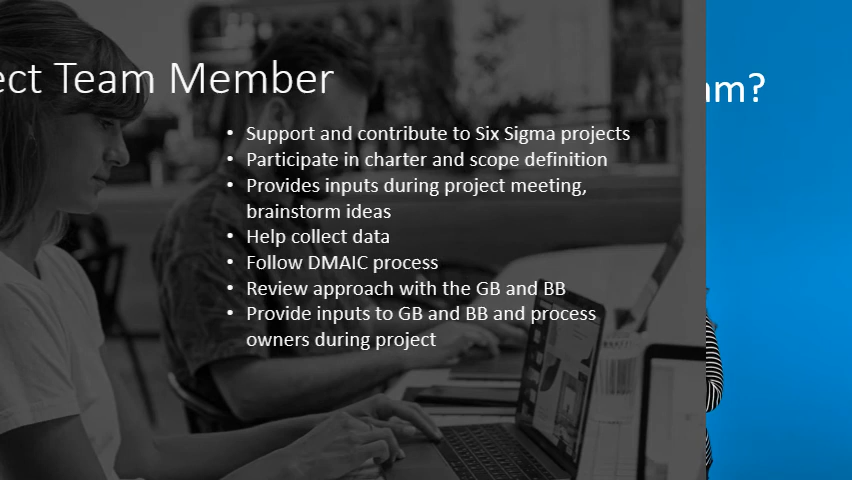 ect Team Member
am?
• Support and contribute to Six Sigma projects
• Participate in charter and scope definition
• Provides inputs during project meeting,
brainstorm ideas
• Help collect data
• Follow DMAIC process
• Review approach with the GB and BB
• Provide inputs to GB and BB and process
owners during project